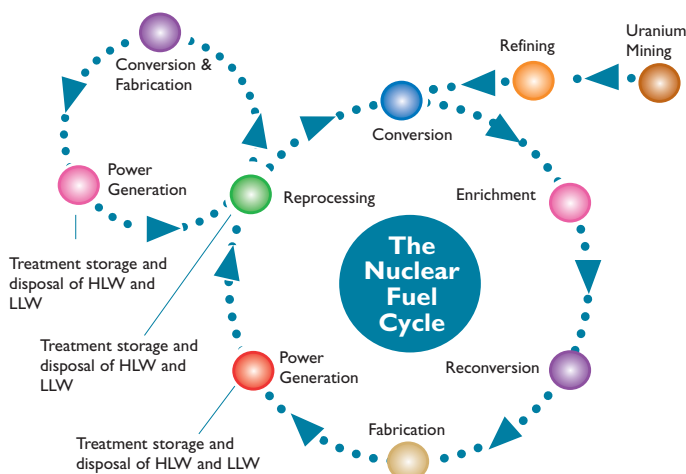 Uranium
Mining
Refining
Conversion &
Fabrication
Conversion
Power
Generation
Reprocessing
Enrichment
The
Nuclear
Fuel
Cycle
Treatment storage and
disposal of HLW and
LLW
Treatment storage and
disposal of HLW and
LLW
Power
Generation
Reconversion
Fabrication
Treatment storage and
disposal of HLW and LLW